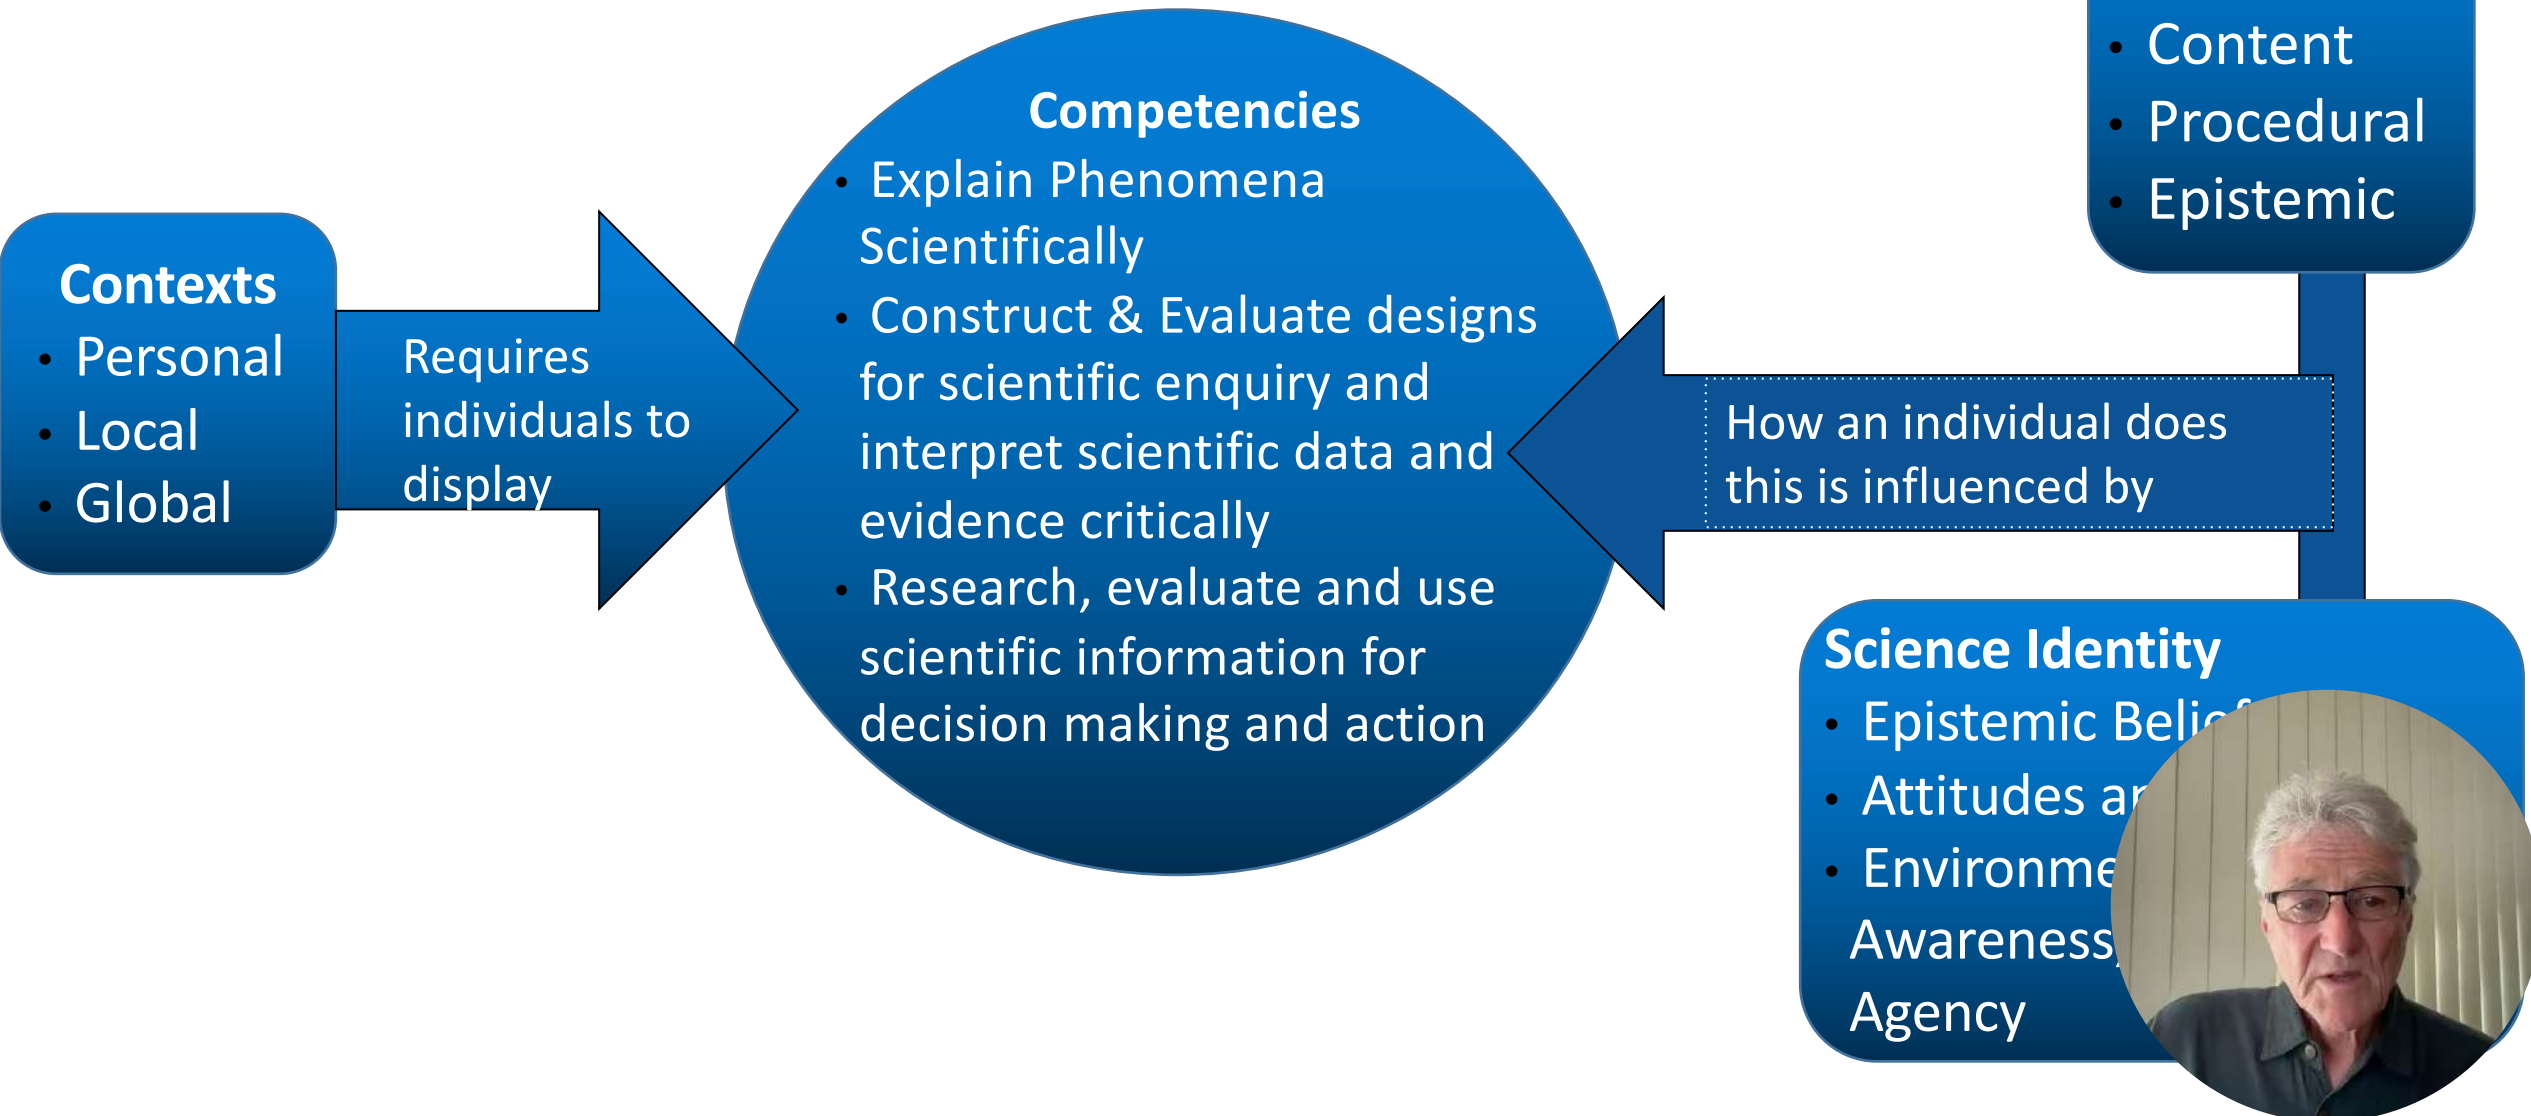 Contexts
• Personal
• Local
• Global
Requires
individuals to
display
Competencies
• Explain Phenomena
Scientifically
• Construct & Evaluate designs
for scientific enquiry and
interpret scientific data and
evidence critically
• Research, evaluate and use
scientific information for
decision making and action
• Content
• Procedural
• Epistemic
How an individual does
this is influenced by
Science Identity
• Epistemic
• Attitudes
•
Awareness,
Agency